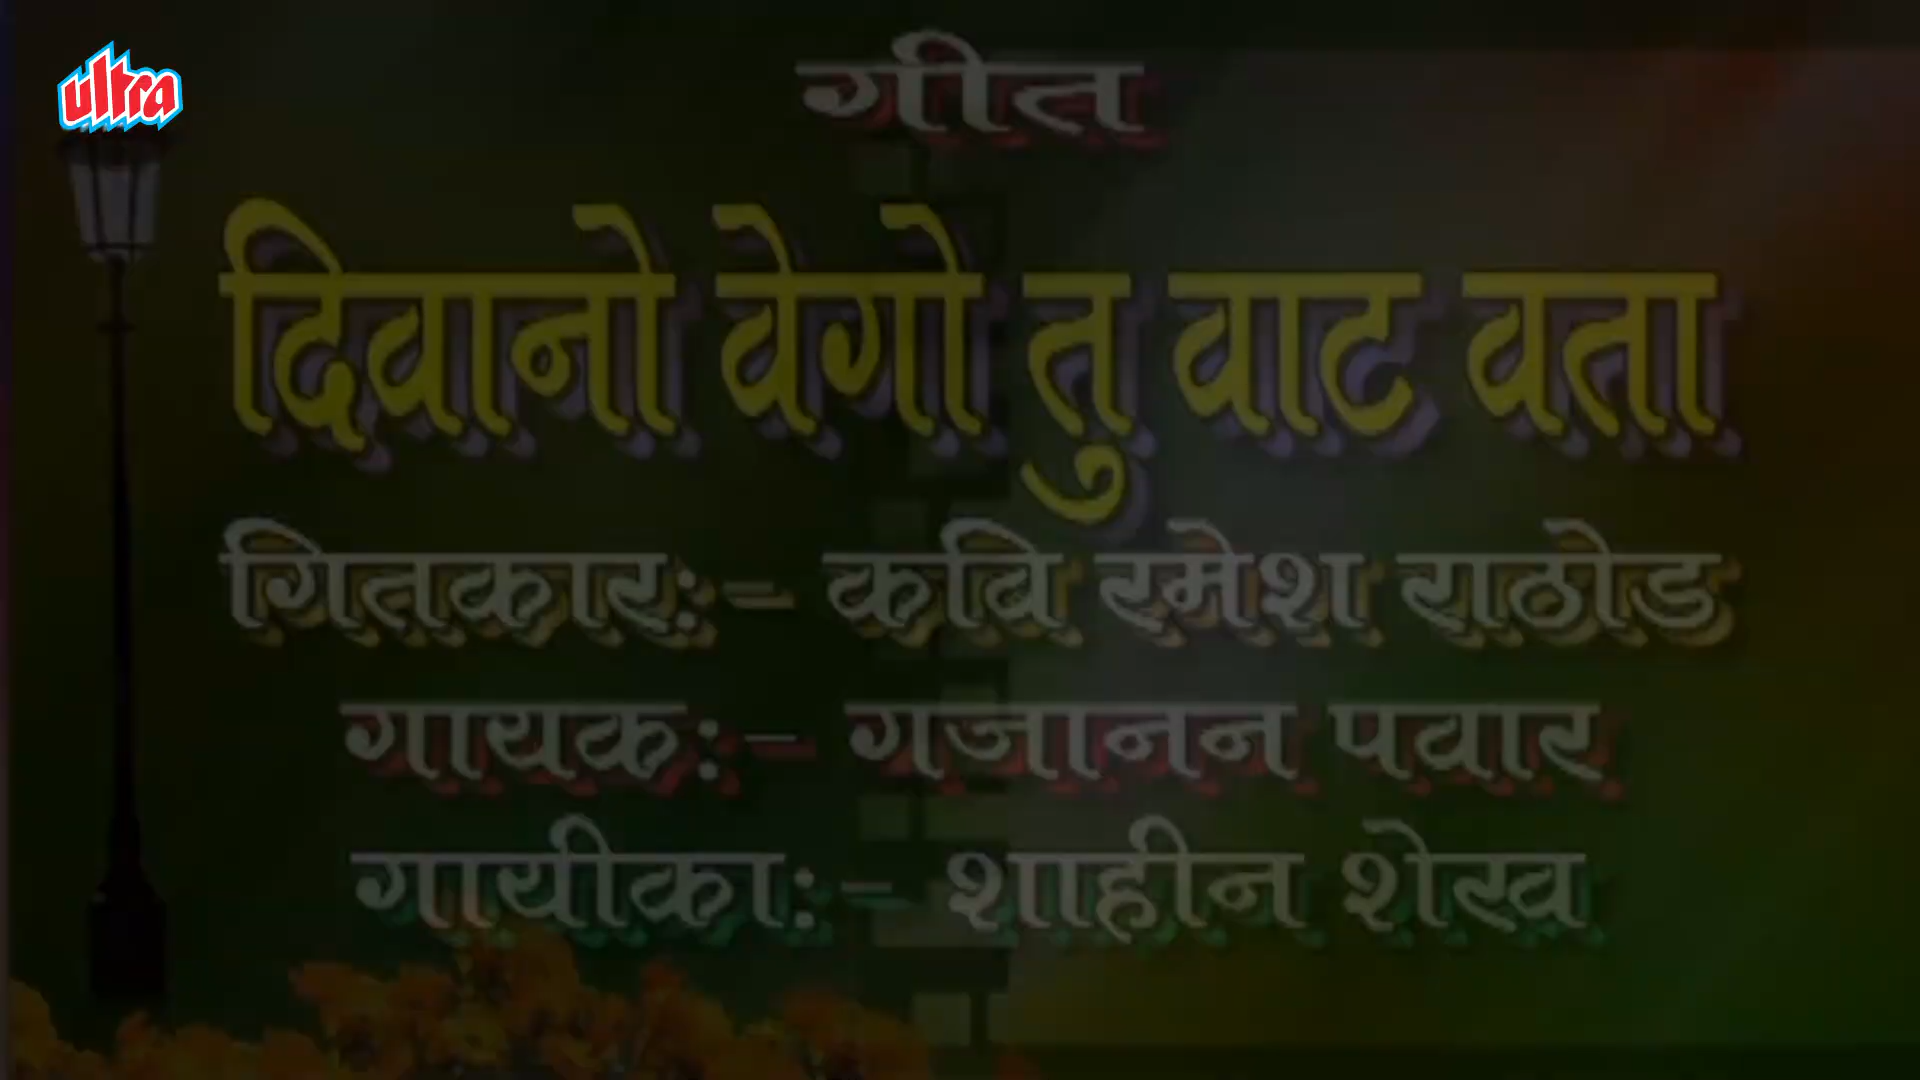 ultra
गीत
दिवानो वेगो तु वाट वता
गितकारः- कवि रमेश राठोड
गायकः- गजानन पवार
गायीकाः- शाहीन शेख